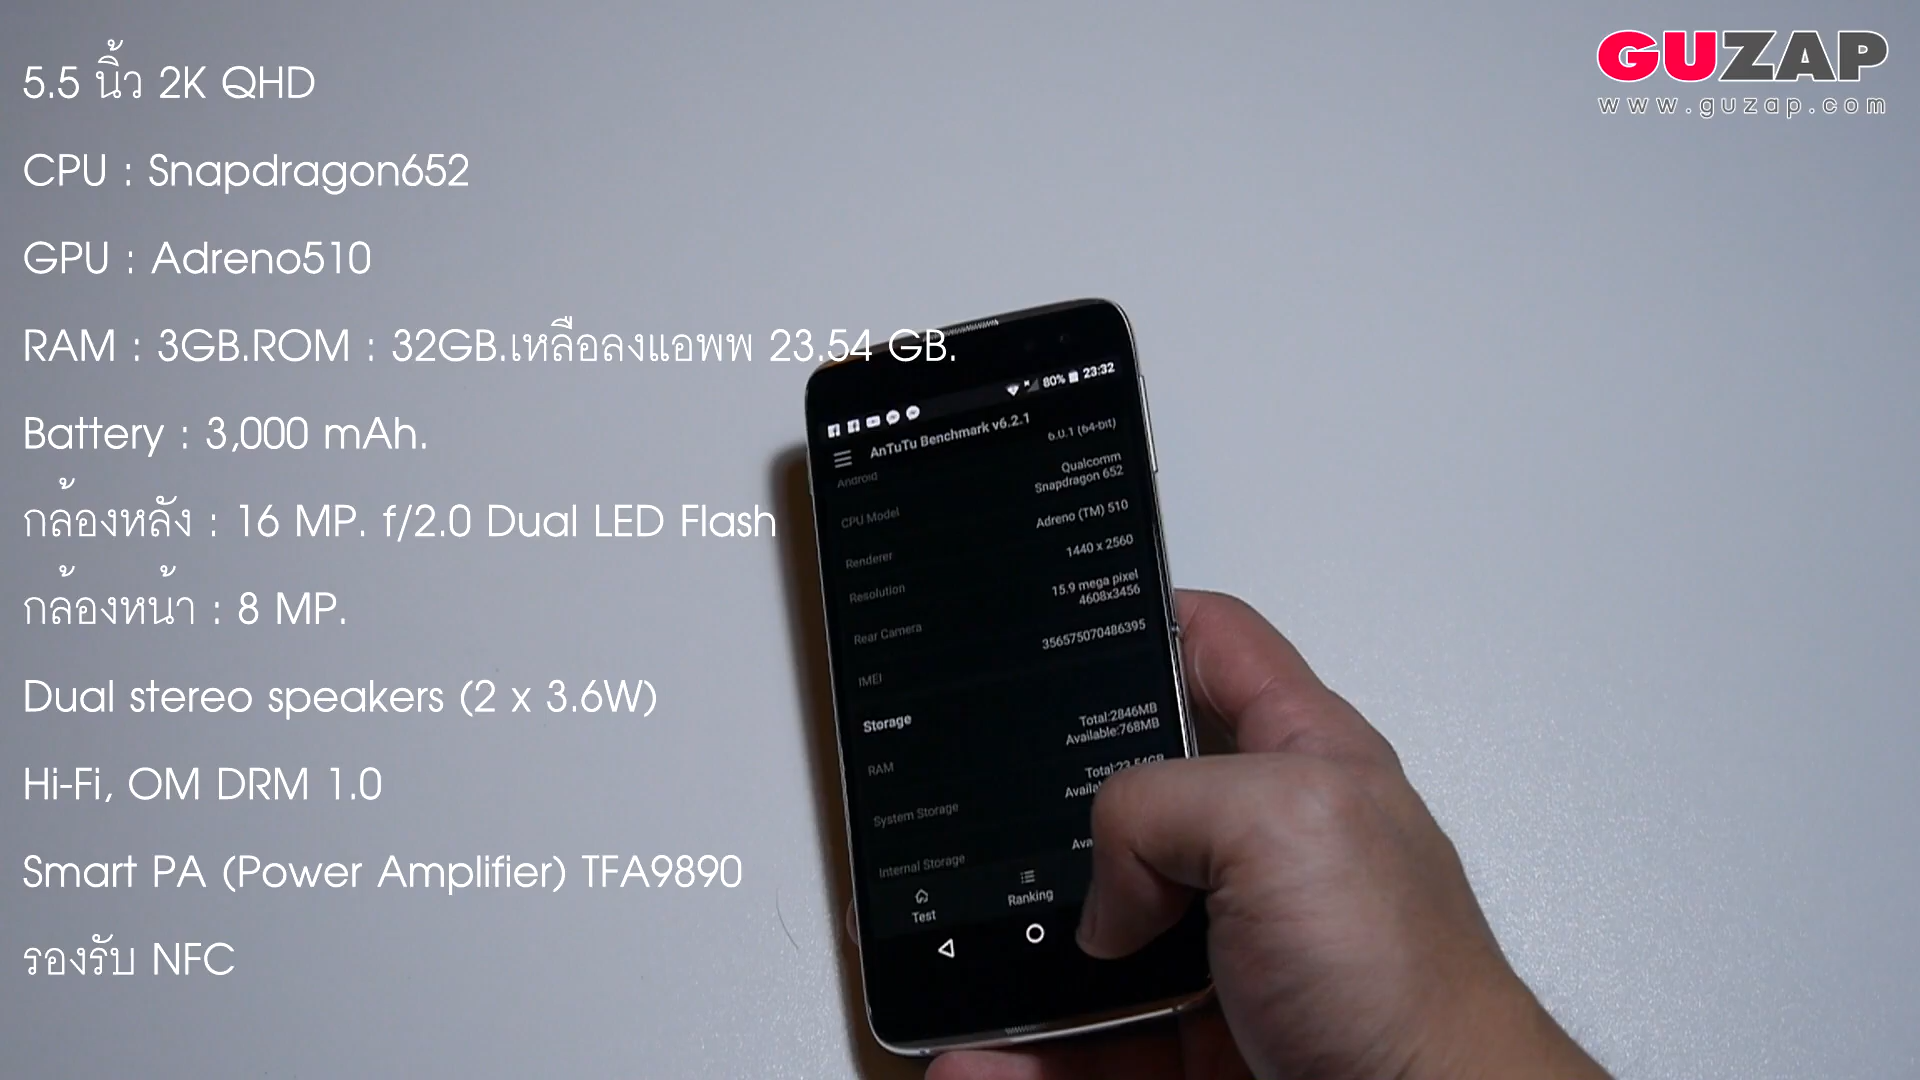 5.5 นิ้ว 2K QHD
CPU : Snapdragon652
GPU : Adreno510
RAM : 3GB.ROM : 32GB.เหลือลงแอพพ 23.54 GB.
Battery : 3,000 mAh.
กล้องหลัง : 16 MP. f/2.0 Dual LED Flash
กล้องหน้า : 8 MP.
Dual stereo speakers (2 x 3.6W)
Hi-Fi, OM DRM 1.0
Smart PA (Power Amplifier) TFA9890
รองรับ NFC
GUZAP
www.guzap.com
80% 23:32
AnTuTu Benchmark v6.2.1
Android 6.0.1 (64-bit)
CPU Model Qualcomm
Snapdragon 652
Renderer Adreno (TM) 510
Resolution 1440 x 2560
Rear Camera 15.9 mega pixel
4608x3456
IMEI 356575070486395
Storage
RAM Total:2846MB
Available:768MB
System Storage Total:23.54GB
Internal Storage
Test
Ranking